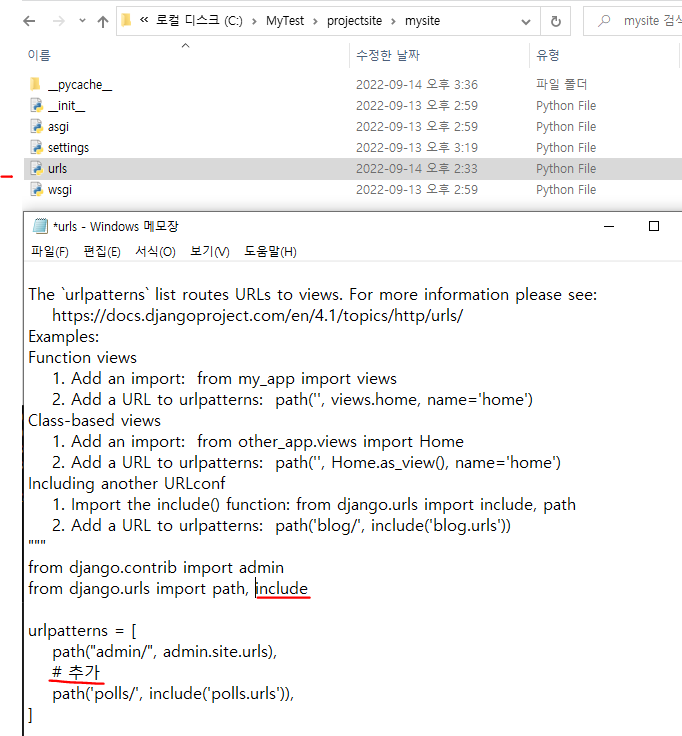 « 로컬 디스크 (C:) > MyTest > projectsite > mysite
mysite 검색
이름 수정한 날짜 유형
__pycache__ 2022-09-14 오후 3:36 파일 폴더
__init__ 2022-09-13 오후 2:59 Python File
asgi 2022-09-13 오후 2:59 Python File
settings 2022-09-13 오후 3:19 Python File
urls 2022-09-14 오후 2:33 Python File
wsgi 2022-09-13 오후 2:59 Python File
*urls - Windows 메모장
파일(F) 편집(E) 서식(O) 보기(V) 도움말(H)
The `urlpatterns` list routes URLs to views. For more information please see:
https://docs.djangoproject.com/en/4.1/topics/http/urls/
Examples:
Function views
1. Add an import:  from my_app import views
2. Add a URL to urlpatterns:  path('', views.home, name='home')
Class-based views
1. Add an import:  from other_app.views import Home
2. Add a URL to urlpatterns:  path('', Home.as_view(), name='home')
Including another URLconf
1. Import the include() function: from django.urls import include, path
2. Add a URL to urlpatterns:  path('blog/', include('blog.urls'))
"""
from django.contrib import admin
from django.urls import path, include
urlpatterns = [
path("admin/", admin.site.urls),
# 추가
path('polls/', include('polls.urls')),
]